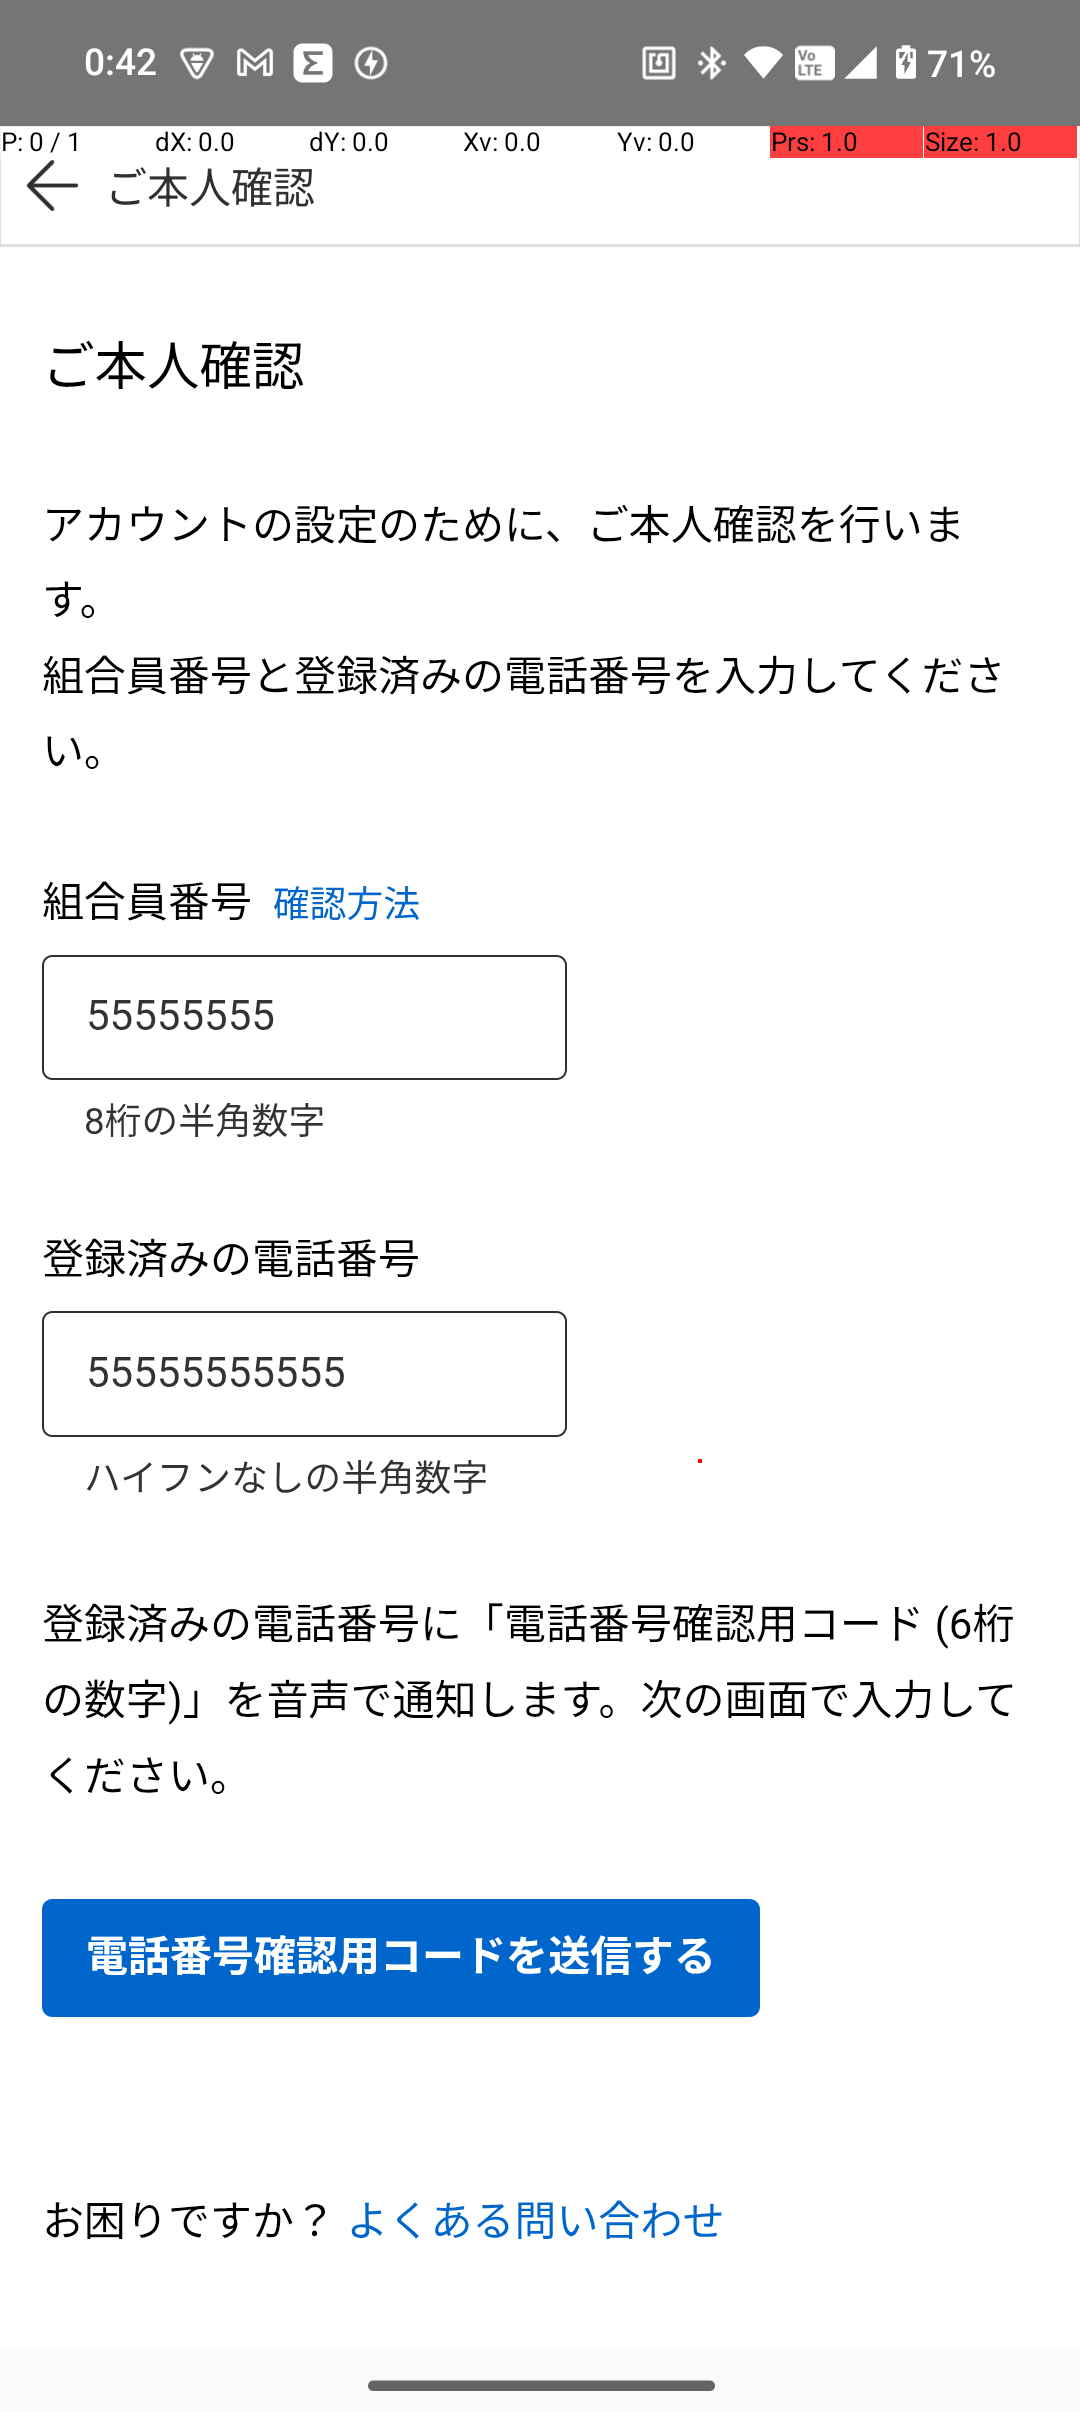 0:42
Vo LTE
71%
P: 0 / 1 dX: 0.0 dY: 0.0 Xv: 0.0 Yv: 0.0 Prs: 1.0 Size: 1.0
ご本人確認
ご本人確認
アカウントの設定のために、ご本人確認を行いま
す。
組合員番号と登録済みの電話番号を入力してくださ
い。
組合員番号 確認方法
55555555
8桁の半角数字
登録済みの電話番号
55555555555
ハイフンなしの半角数字
登録済みの電話番号に「電話番号確認用コード (6桁
の数字)」を音声で通知します。次の画面で入力して
ください。
電話番号確認用コードを送信する
お困りですか？ よくある問い合わせ